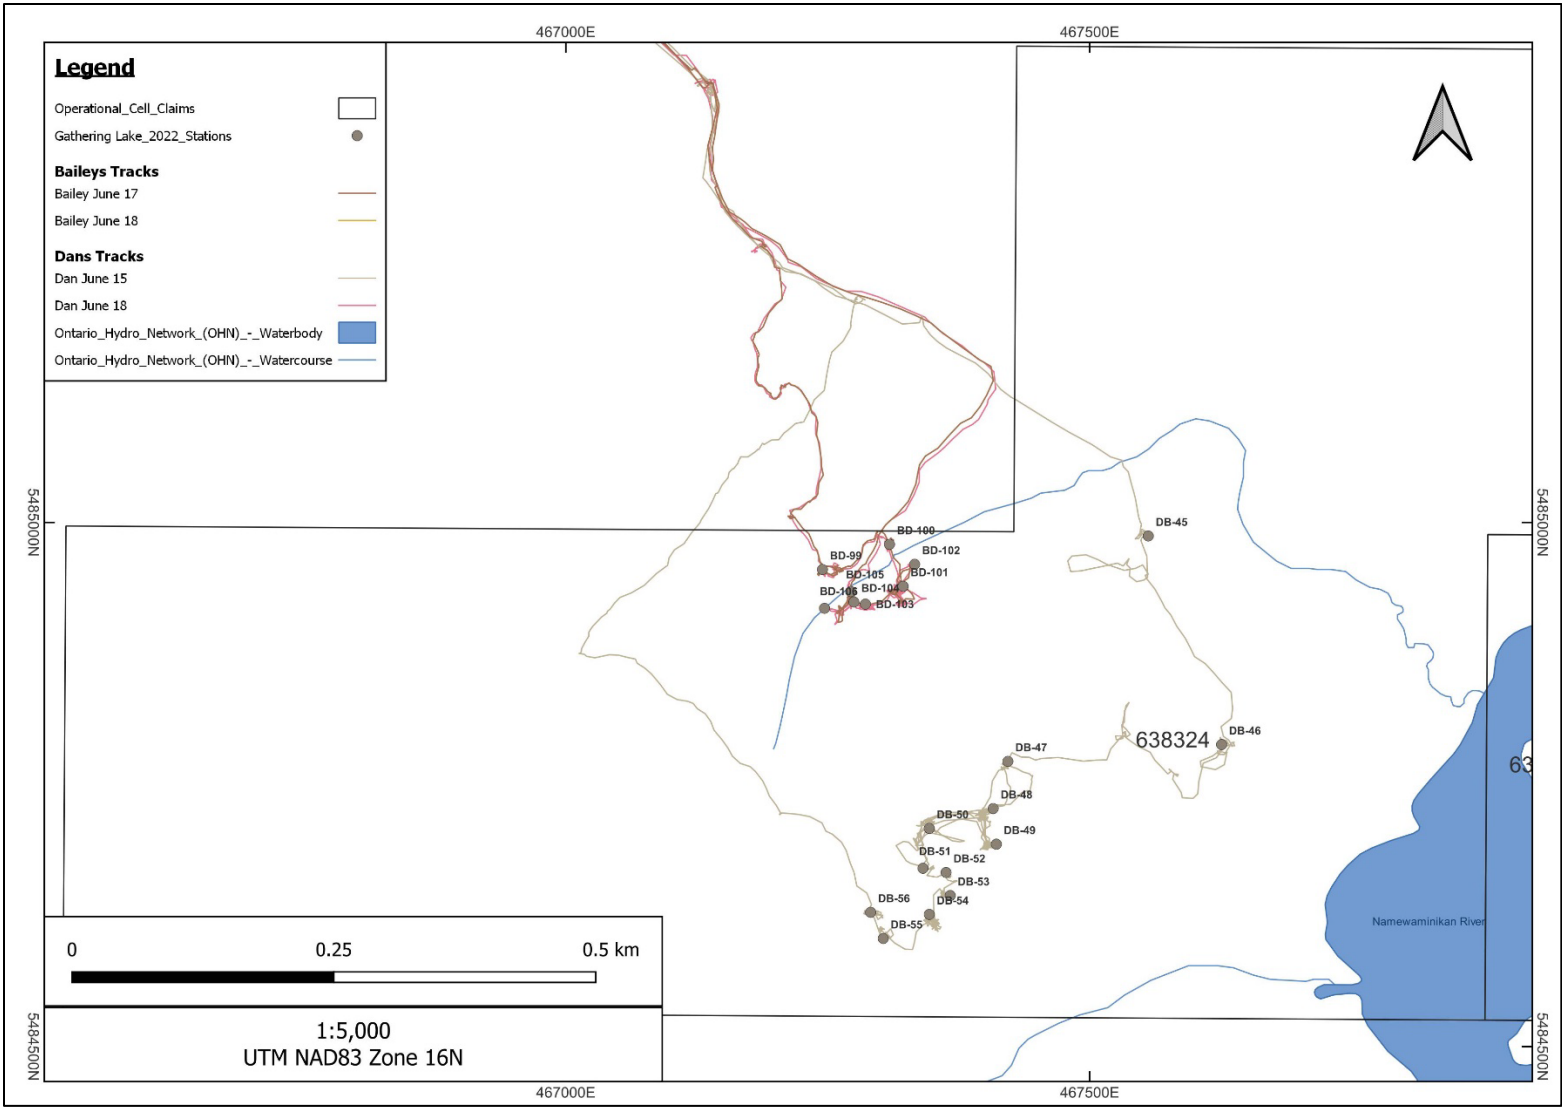 467000E
467500E
Legend
Operational_Cell_Claims
Gathering Lake_2022_Stations
Baileys Tracks
Bailey June 17
Bailey June 18
Dans Tracks
Dan June 15
Dan June 18
Ontario_Hydro_Network_(OHN)_-_Waterbody
Ontario_Hydro_Network_(OHN)_-_Watercourse
5485000N
5485000N
DB-45
BD-100
BD-102
BD-99
BD-101
BD-105
BD-104
BD-106
BD-103
638324
DB-46
DB-47
63
DB-48
DB-50
DB-49
DB-51
DB-52
DB-53
DB-56
DB-54
DB-55
Namewaminikan River
0 0.25 0.5 km
1:5,000
UTM NAD83 Zone 16N
5484500N
5484500N
467000E
467500E